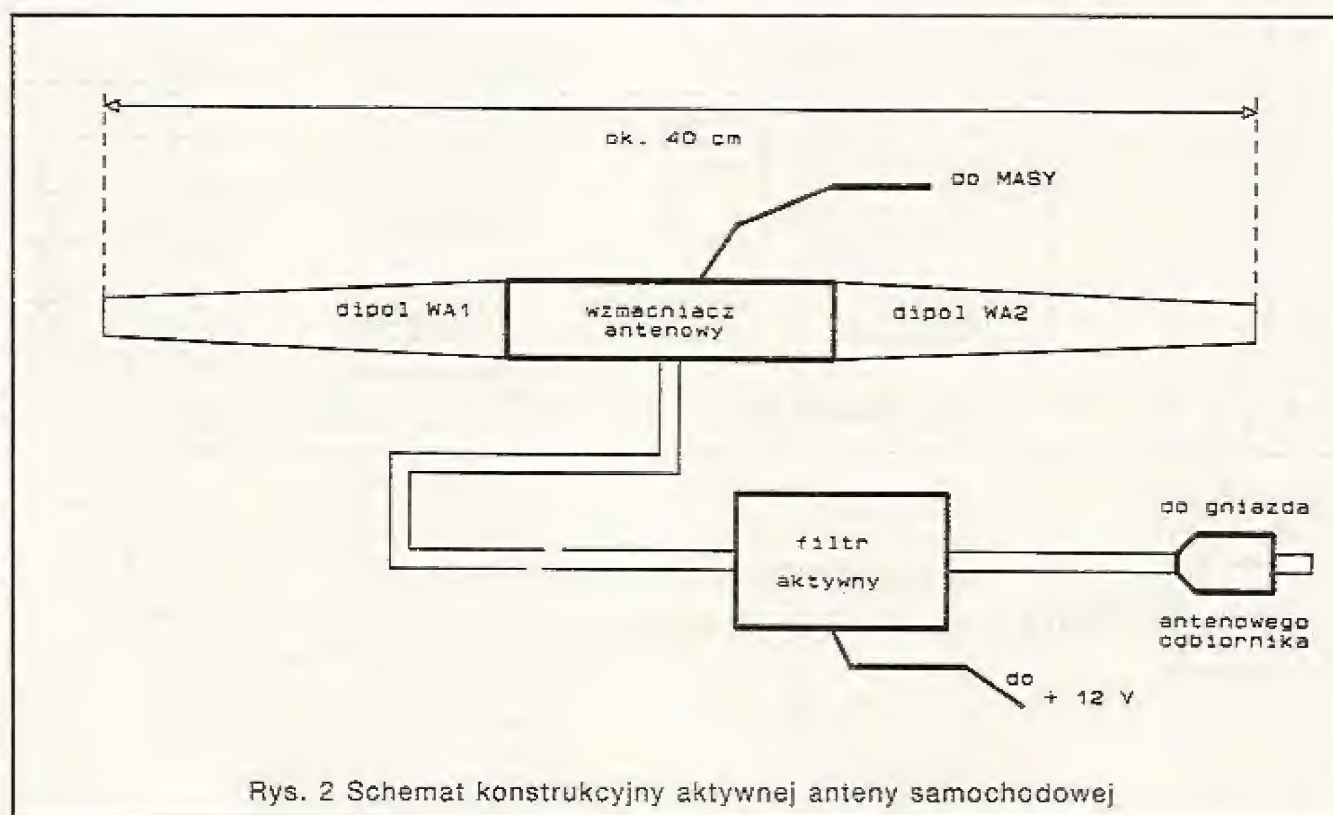 ok. 40 cm
do MASY
dipol WA1
wzmacniacz
antenowy
dipol WA2
filtr
aktywny
do gniazda
antenowego
odbiornika
do
+ 12 V
Rys. 2 Schemat konstrukcyjny aktywnej anteny samochodowej